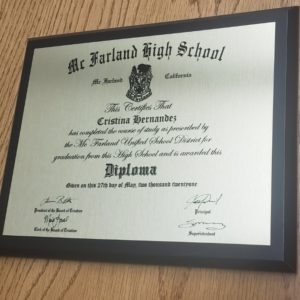 Mc Farland High School
Mc Farland California
This Certifies That
Cristina Hernandez
has completed the course of study as prescribed by
the Mc Farland Unified School District for
graduation from this High School and is awarded this
Diploma
Given on this 27th day of May, two thousand twentyone
President of the Board of Trustees
Principal
Clerk of the Board of Trustees
Superintendent